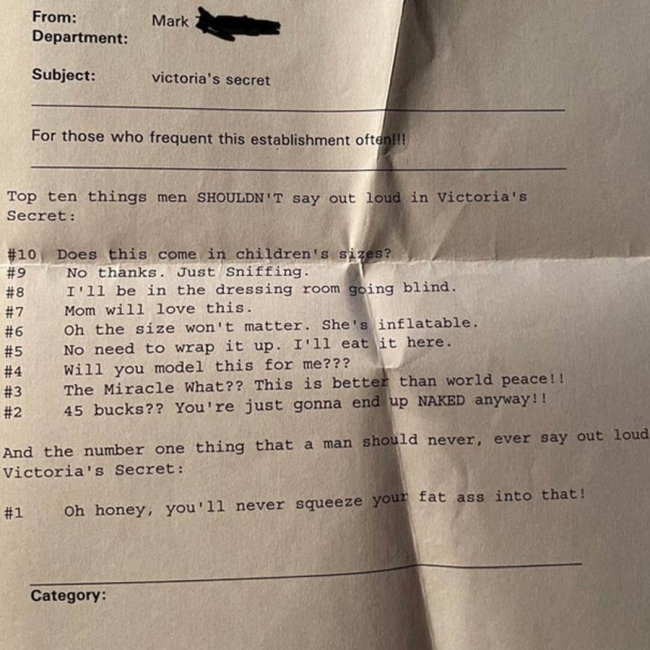 From: Mark
Department:
Subject: victoria's secret
For those who frequent this establishment often!!!
Top ten things men SHOULDN'T say out loud in Victoria's
Secret:
#10 Does this come in children's sizes?
#9 No thanks. Just Sniffing.
#8 I'll be in the dressing room going blind.
#7 Mom will love this.
#6 Oh the size won't matter. She's inflatable.
#5 No need to wrap it up. I'll eat it here.
#4 Will you model this for me???
#3 The Miracle What?? This is better than world peace!!
#2 45 bucks?? You're just gonna end up NAKED anyway!!
And the number one thing that a man should never, ever say out loud
Victoria's Secret:
#1 Oh honey, you'll never squeeze your fat ass into that!
Category: